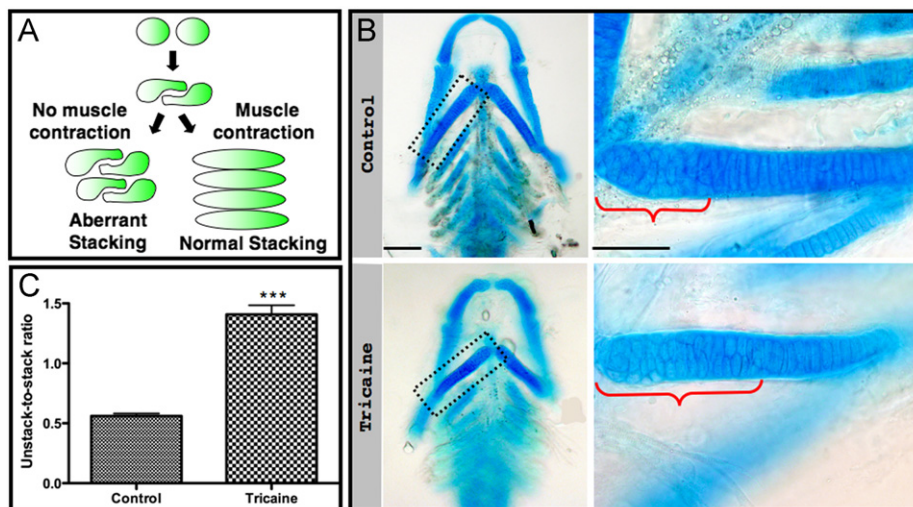 A
No muscle
contraction
Muscle
contraction
Aberrant
Stacking
Normal Stacking
B
Control
Tricaine
C
Unstack-to-stack ratio
1.5
1.0
0.5
0.0
***
Control
Tricaine